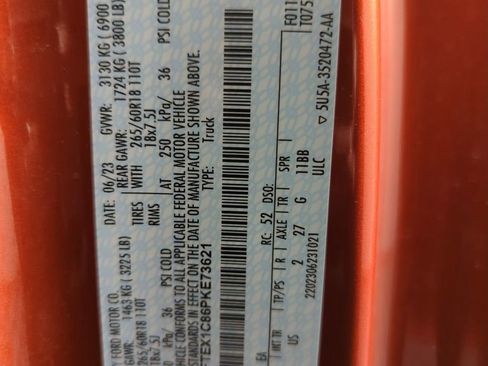 Y FORD MOTOR CO.
DATE: 06/23 GVWR: 3130 KG ( 6900
1463 KG ( 3225 LB) REAR GAWR: 1724 KG ( 3800 LB)
265/60R18 110T TIRES WITH 265/60R18 110T
18x7.5J RIMS 18x7.5J
PSI COLD AT 250 kPa/ 36 PSI COLD
TO ALL APPLICABLE FEDERAL MOTOR VEHICLE
STANDARDS IN EFFECT ON THE DATE OF MANUFACTURE SHOWN ABOVE.
FTEX1C86PKE73621 TYPE: Truck
F011
T075
RC: 52 DSO:
EA TP/PS R AXLE TR SPR
US 2 27 G 11BB ULC
2202306231021 5U5A-3520472-AA